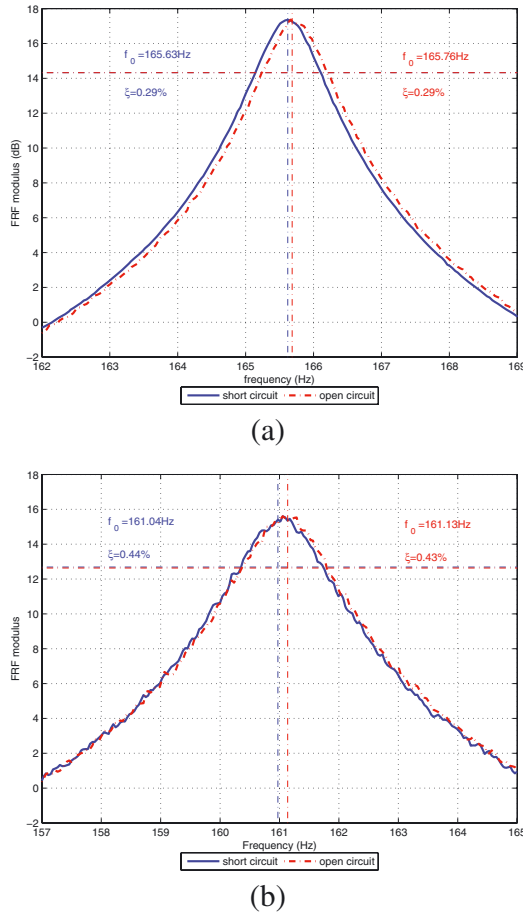 18
16
14
12
10
8
6
4
2
0
−2
FRF modulus (dB)
f 0 =165.63Hz
ξ=0.29%
f 0 =165.76Hz
ξ=0.29%
162 163 164 165 166 167 168 169
frequency (Hz)
short circuit open circuit
(a)
18
16
14
12
10
8
6
4
2
0
−2
FRF modulus
f 0 =161.04Hz
ξ=0.44%
f 0 =161.13Hz
ξ=0.43%
157 158 159 160 161 162 163 164 165
Frequency (Hz)
short circuit open circuit
(b)